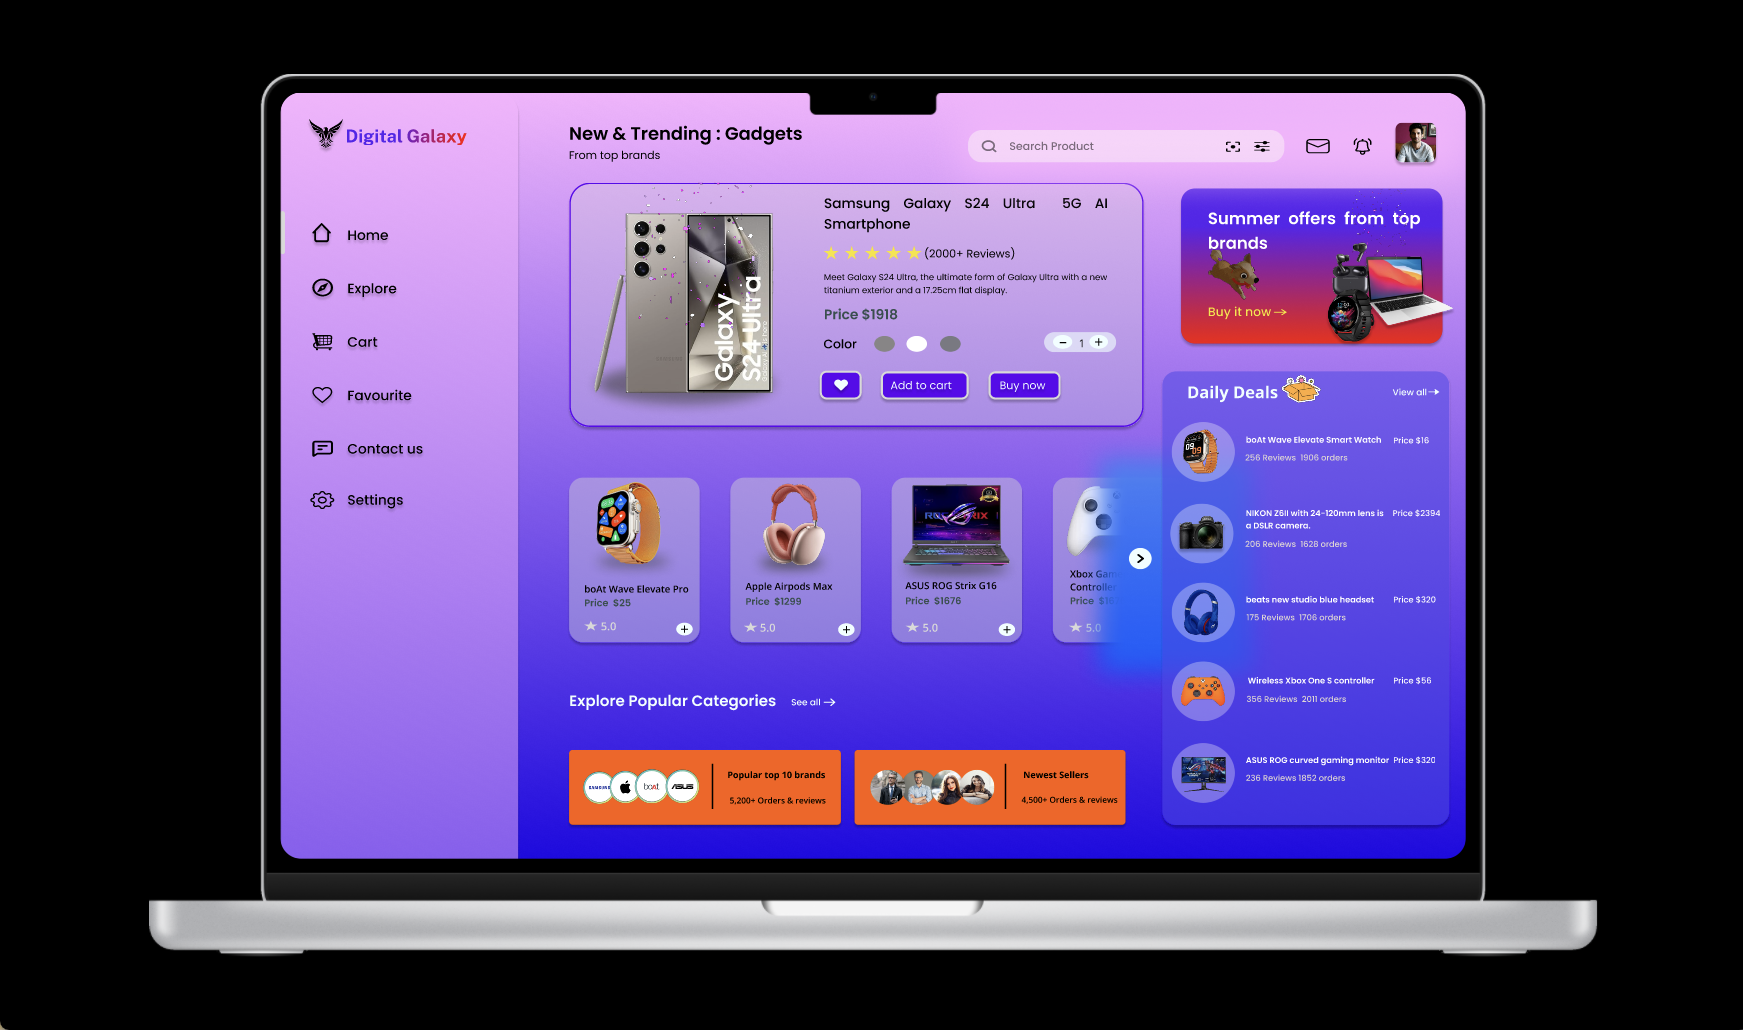 Digital Galaxy
Home
Explore
Cart
Favourite
Contact us
Settings
New & Trending : Gadgets
From top brands
Search Product
Galaxy
S24 Ultra
Samsung Galaxy S24 Ultra 5G AI
Smartphone
(2000+ Reviews)
Meet Galaxy S24 Ultra, the ultimate form of Galaxy Ultra with a new
titanium exterior and a 17.25cm flat display.
Price $1918
Color
1
Add to cart
Buy now
Summer offers from top
brands
Buy it now
Daily Deals
View all
boAt Wave Elevate Smart Watch Price $16
256 Reviews 1906 orders
NIKON Z6II with 24-120mm lens is Price $2394
a DSLR camera.
206 Reviews 1628 orders
beats new studio blue headset Price $320
175 Reviews 1706 orders
Wireless Xbox One S controller Price $56
356 Reviews 2011 orders
ASUS ROG curved gaming monitor Price $320
236 Reviews 1852 orders
09
09
boAt Wave Elevate Pro
Price $25
5.0
Apple Airpods Max
Price $1299
5.0
ASUS ROG Strix G16
Price $1676
5.0
Xbox
Controller
Price
5.0
Explore Popular Categories
See all
SAMSUNG
boAt
ASUS
Popular top 10 brands
5,200+ Orders & reviews
Newest Sellers
4,500+ Orders & reviews